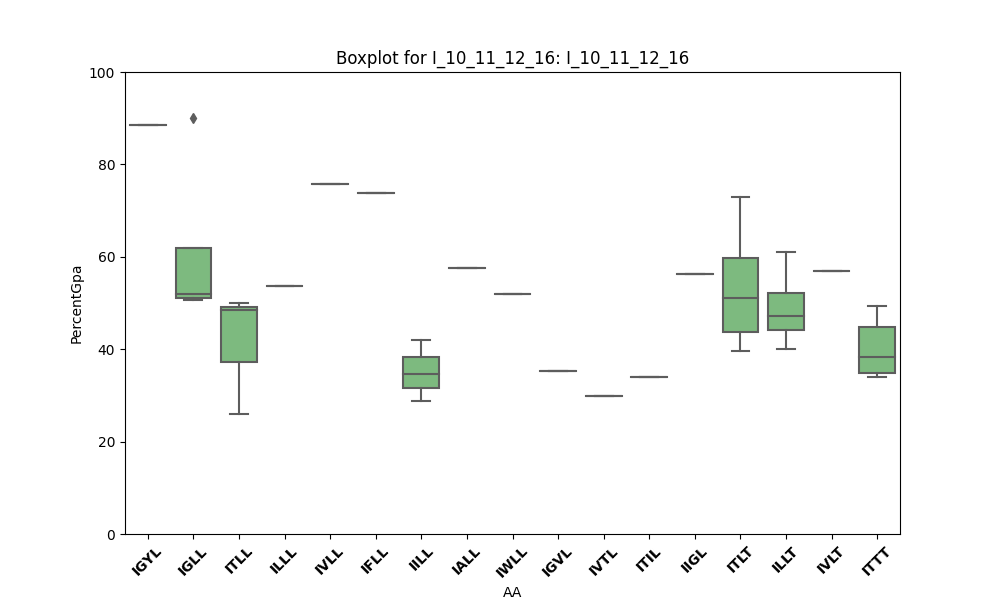 Boxplot for I_10_11_12_16: I_10_11_12_16
PercentGpa
100
80
60
40
20
0
IGYL IGLL ITLL ILLL IVLL IFLL IILL IALL IWLL IGVL IVTL ITIL IIGL ITLT ILLT IVLT ITTT
AA